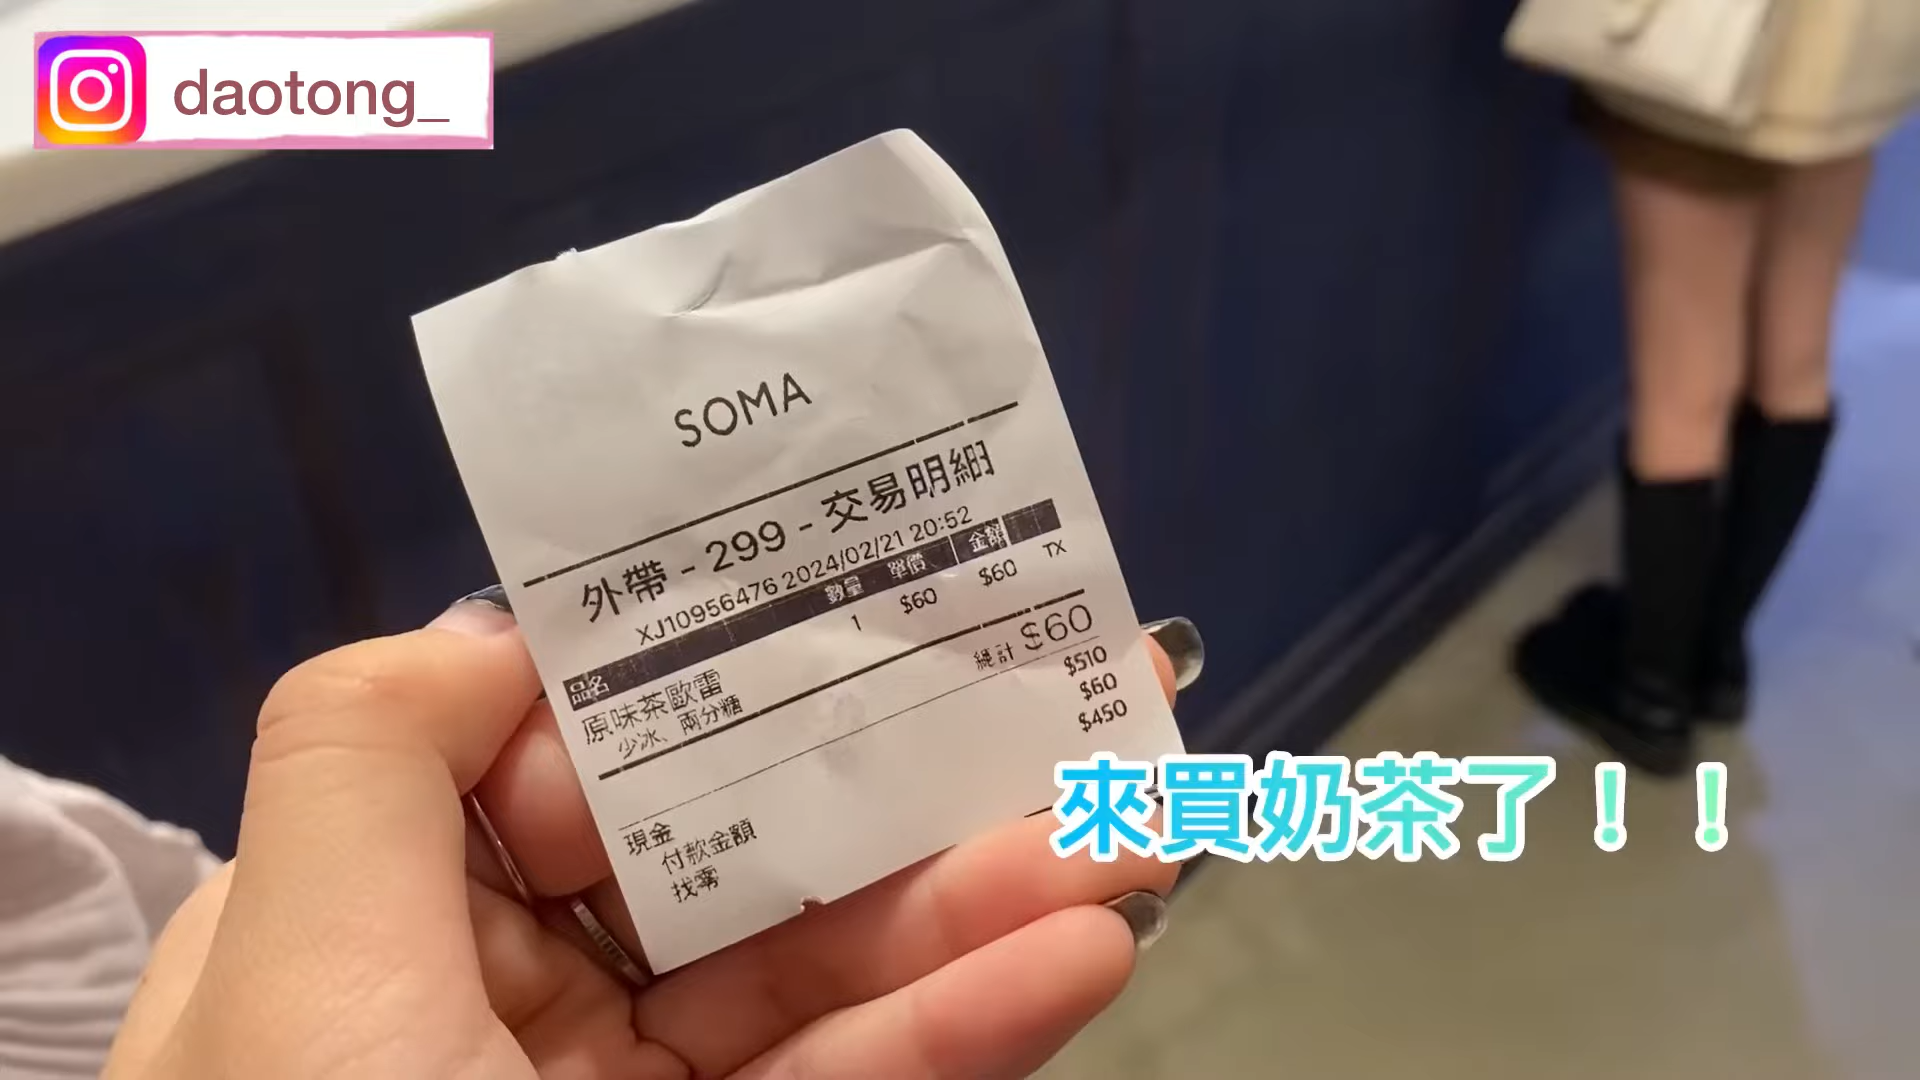 daotong_
SOMA
外帶 - 299 - 交易明細
XJ10956476 2024/02/21 20:52
品名 數量 單價 金額
原味茶歐蕾 1 $60 $60 TX
少冰、兩分糖
總計 $60
現金 $510
付款金額 $60
找零 $450
來買奶茶了！！